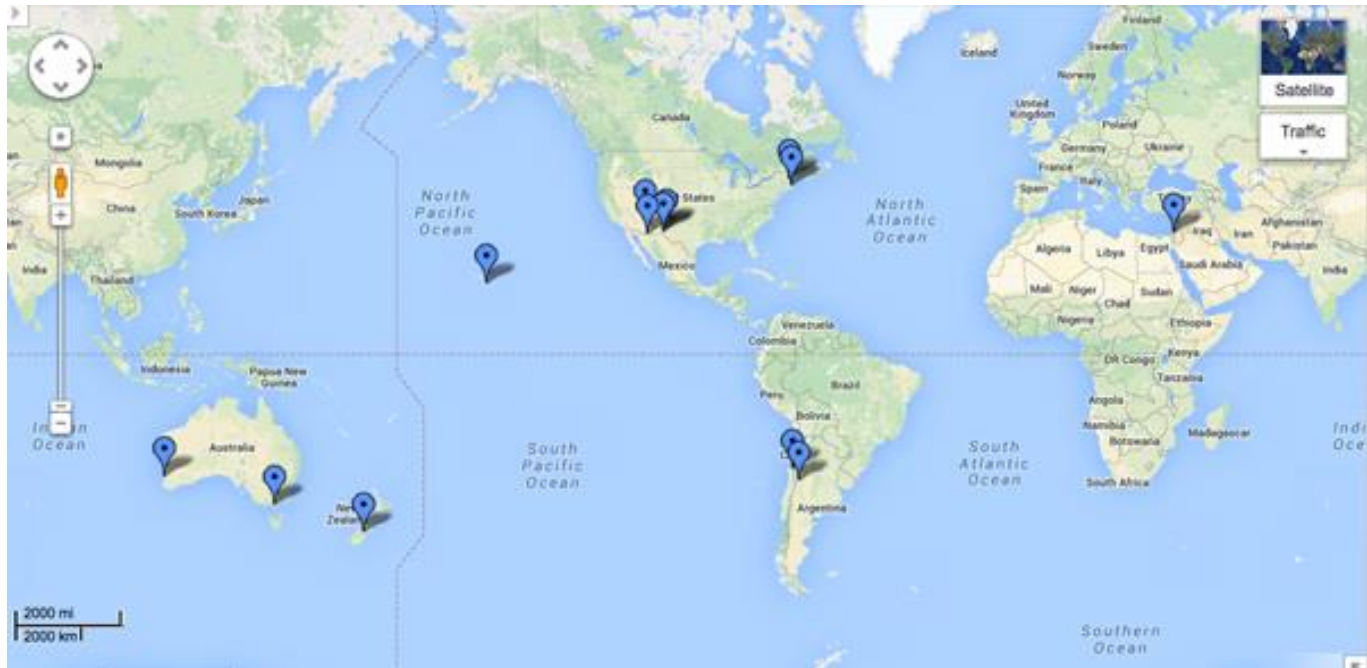 Finland
Iceland
Sweden
Norway
Satellite
United
Kingdom
Canada
Poland
Traffic
Germany
Ukraine
France
Mongolia
Italy
Spain
North
Pacific
Ocean
States
Japan
China
South Korea
North
Atlantic
Ocean
Iraq
Iran
Afghanistan
Pakistan
Algeria
Libya
Egypt
Saudi Arabia
India
India
Thailand
Mexico
Mali
Niger
Sudan
Chad
Nigeria
Ethiopia
Venezuela
Colombia
Indonesia
Papua New
Guinea
DR Congo
Kenya
Tanzania
Peru
Brazil
Bolivia
Angola
Namibia
Botswana
Madagascar
Ocean
Australia
South
Pacific
Ocean
South
Atlantic
Ocean
South Africa
Zealand
Argentina
2000 mi
2000 km
Southern
Ocean